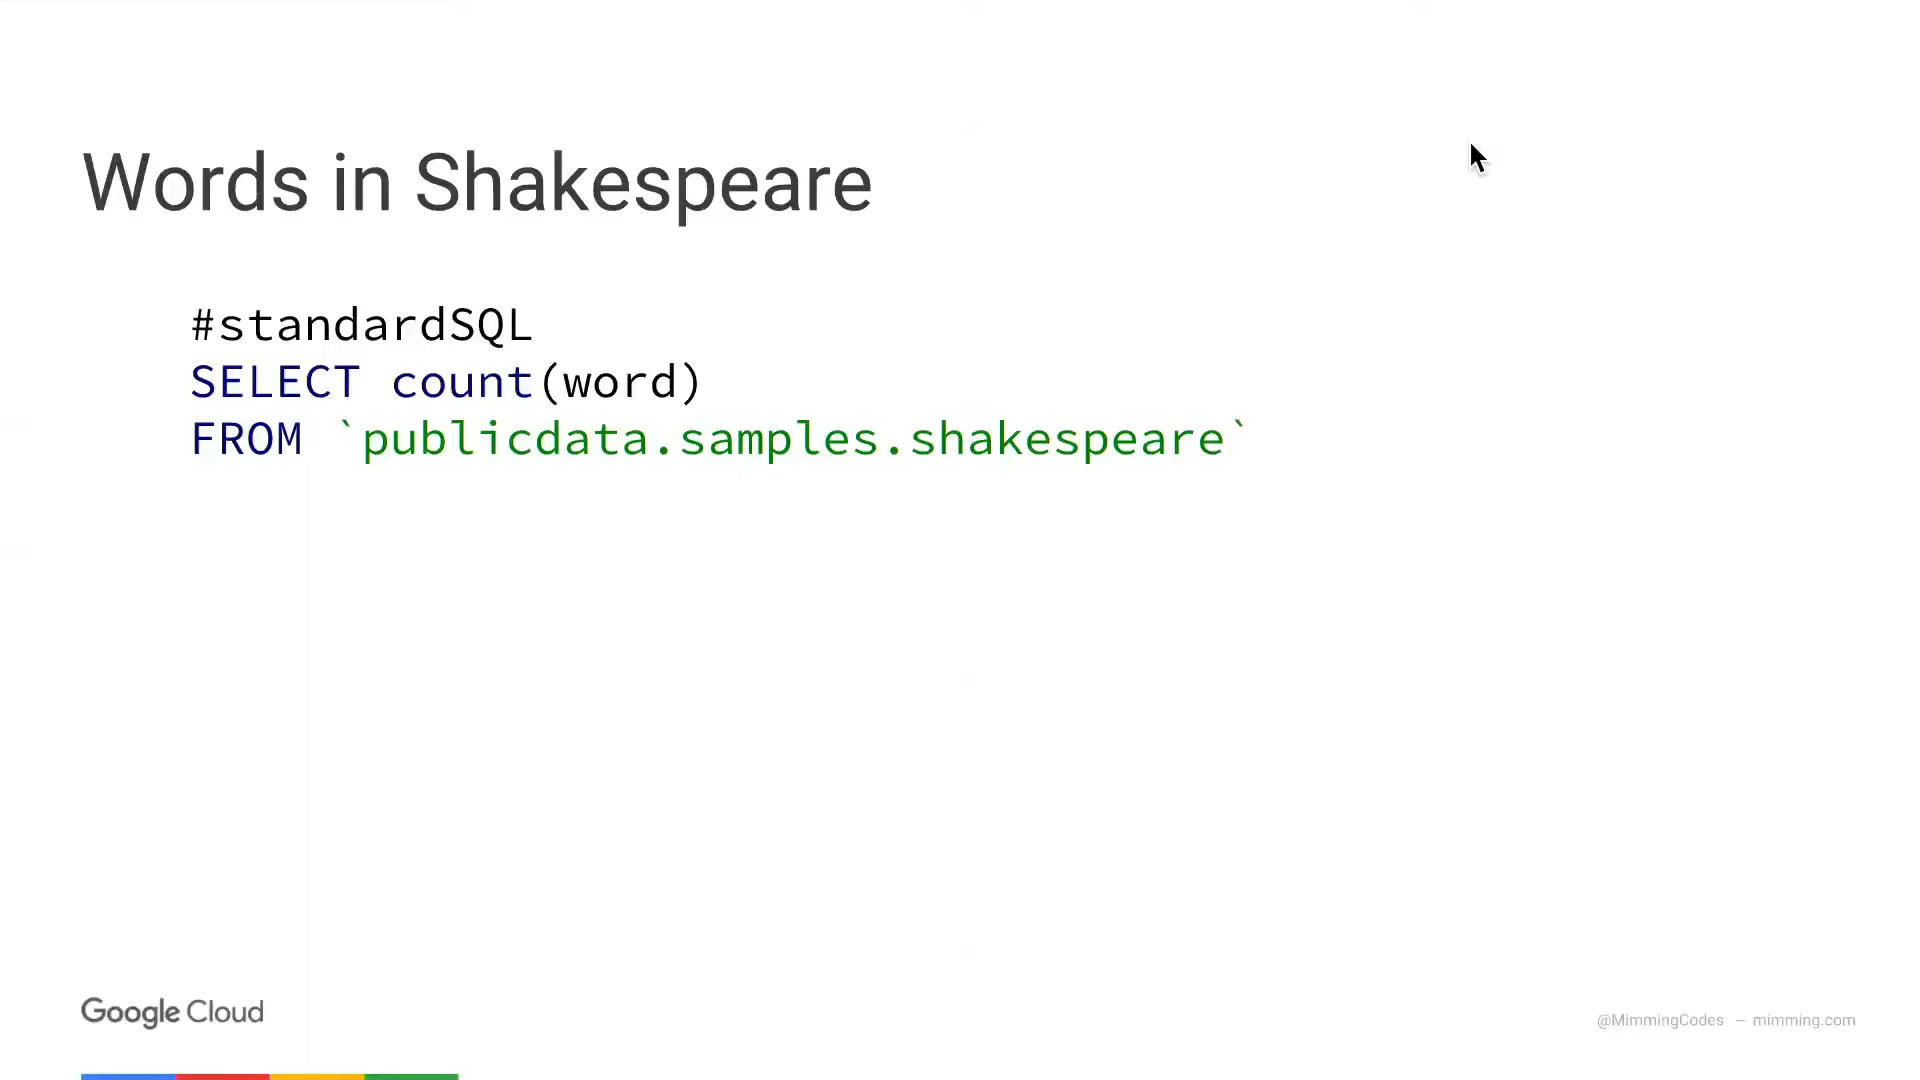 Words in Shakespeare
#standardSQL
SELECT count(word)
FROM `publicdata.samples.shakespeare`
Google Cloud
@MimmingCodes – mimming.com